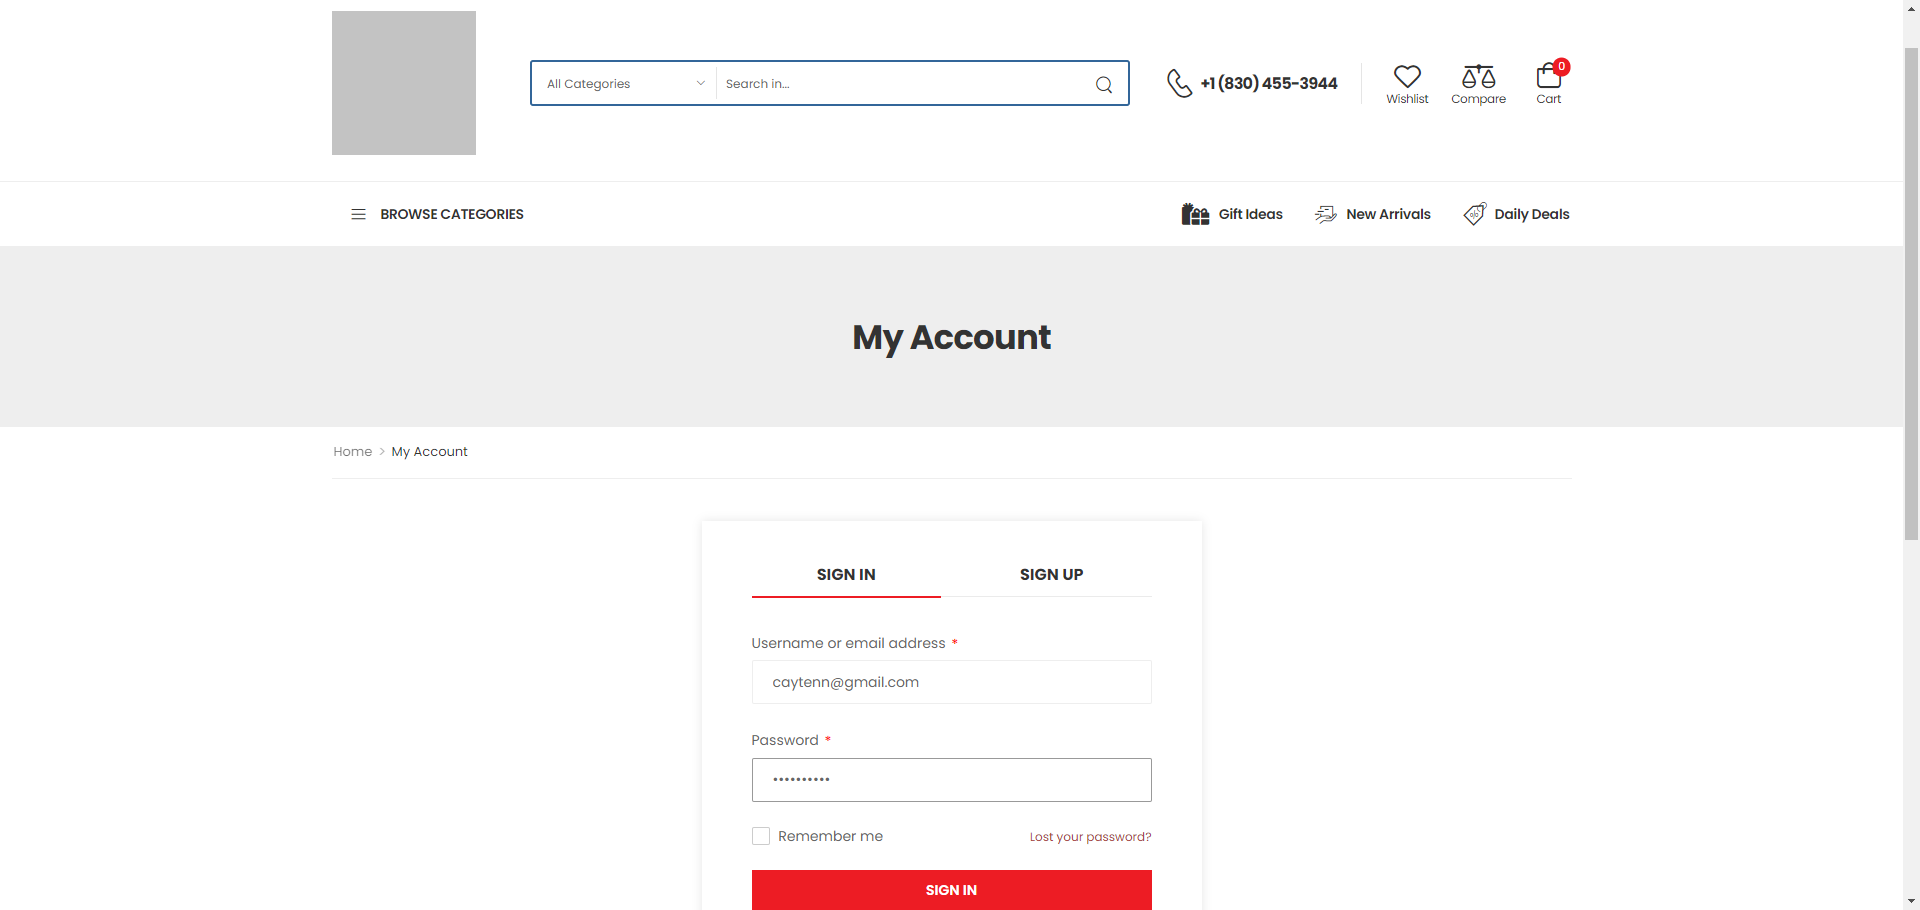 All Categories
Search in...
+1 (830) 455-3944
Wishlist
Compare
0
Cart
BROWSE CATEGORIES
Gift Ideas
New Arrivals
Daily Deals
My Account
Home > My Account
SIGN IN
SIGN UP
Username or email address *
caytenn@gmail.com
Password *
••••••••••
Remember me
Lost your password?
SIGN IN